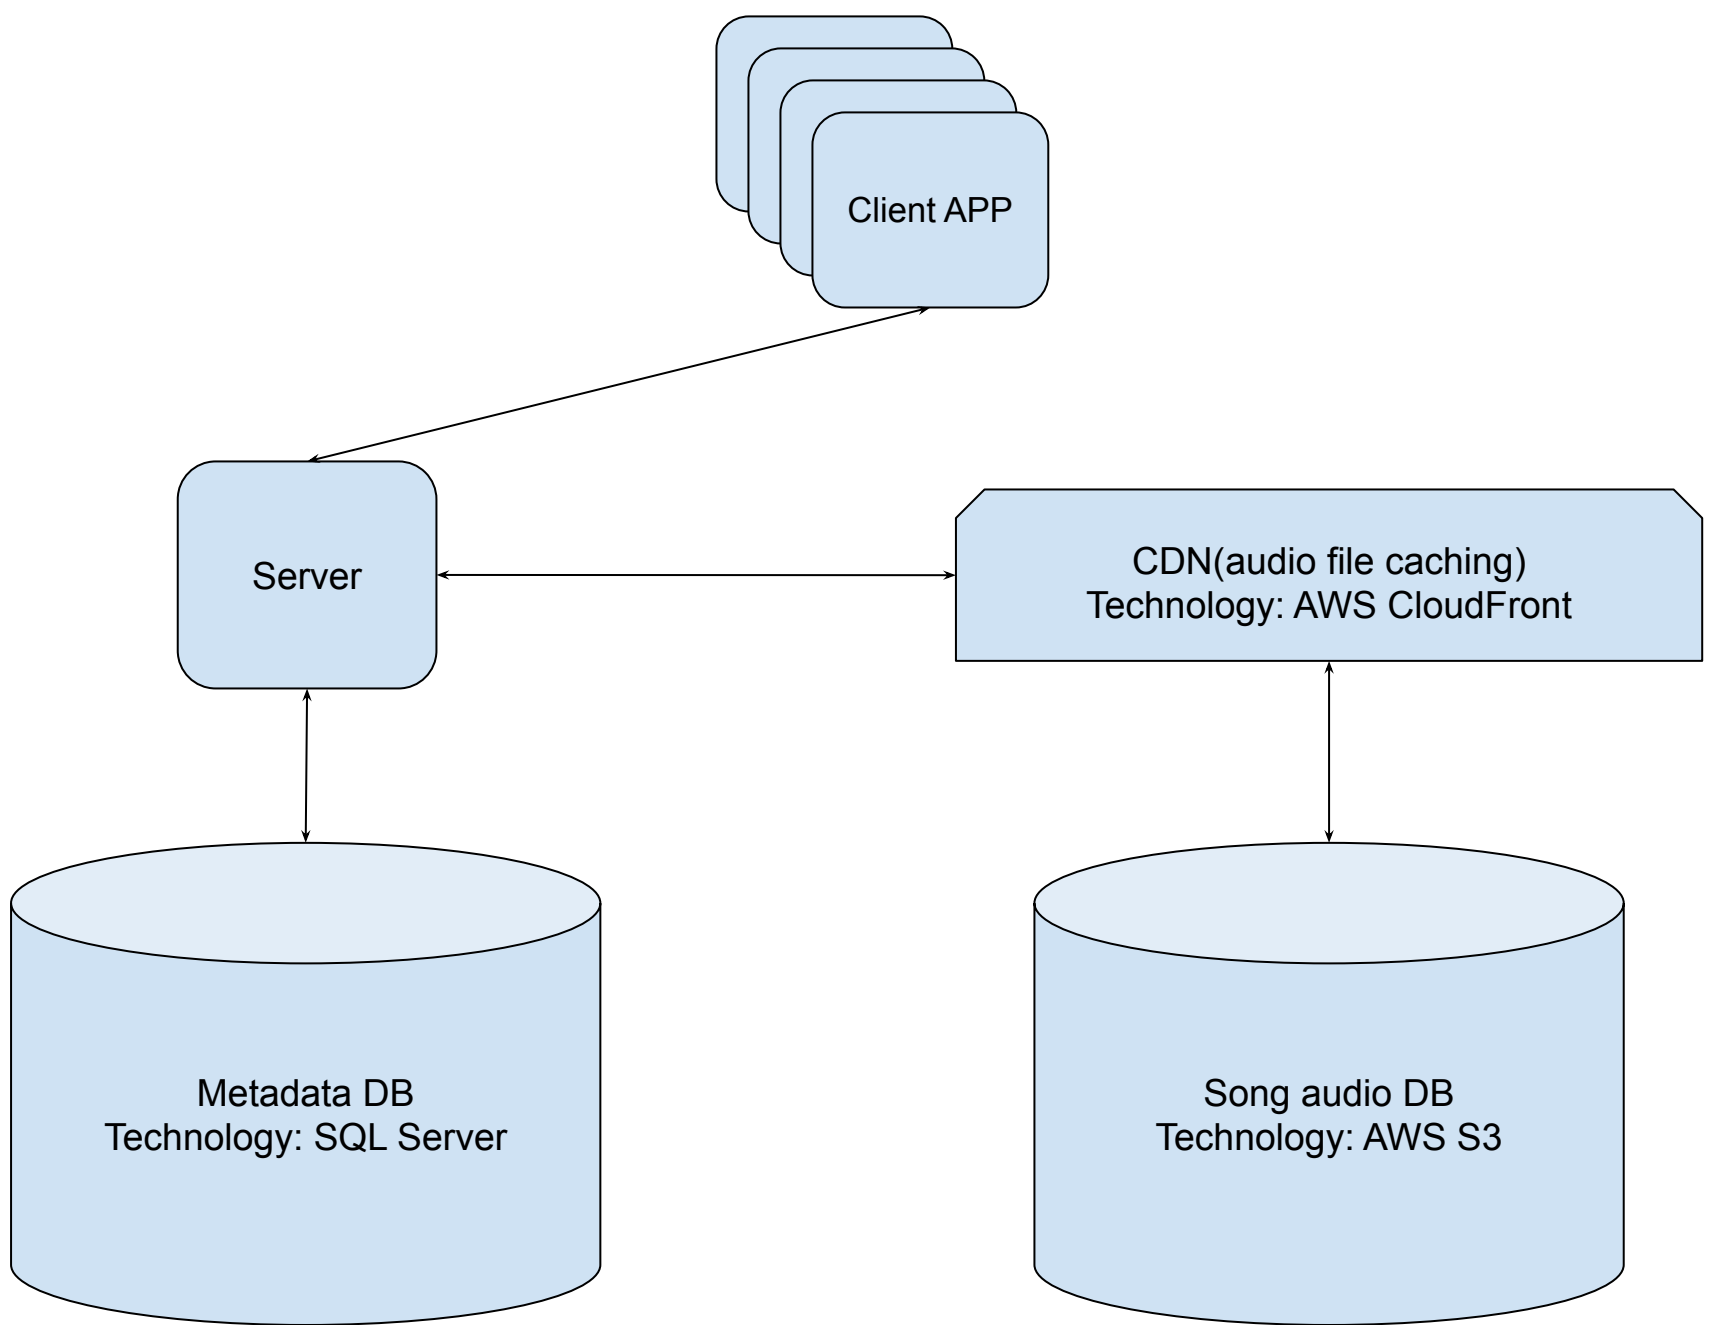 Client APP
Server
CDN(audio file caching)
Technology: AWS CloudFront
Metadata DB
Technology: SQL Server
Song audio DB
Technology: AWS S3